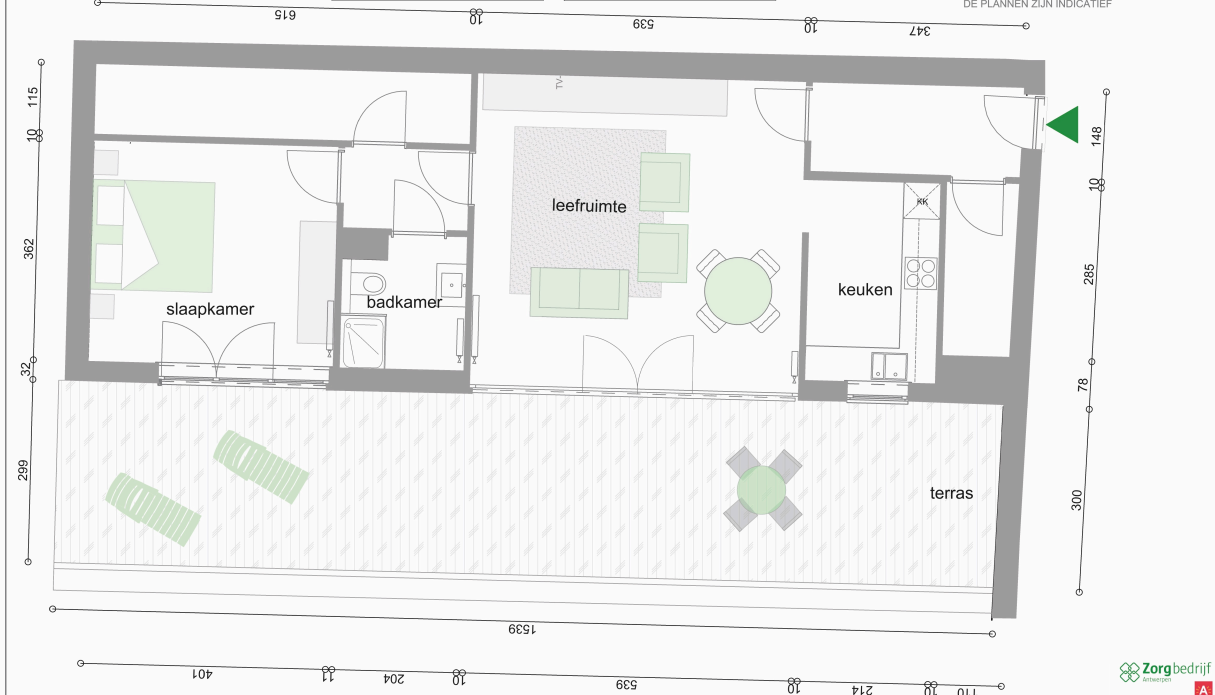 DE PLANNEN ZIJN INDICATIEF
615
10
539
10
347
115
10
362
32
299
TV-
148
10
285
78
300
leefruimte
KK
keuken
slaapkamer
badkamer
terras
1539
401
11
204
10
539
10
214
10
110
Zorgbedrijf
Antwerpen
A